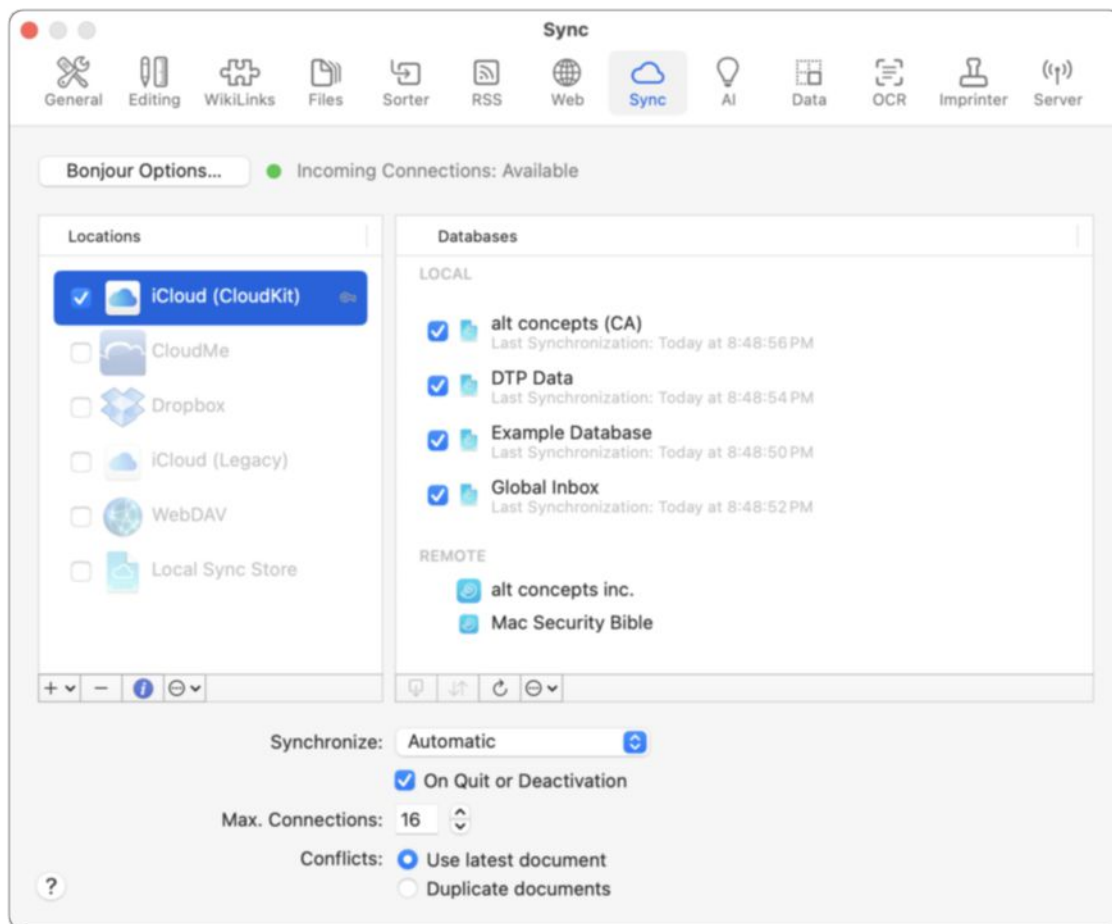 Sync
General Editing WikiLinks Files Sorter RSS Web Sync AI Data OCR Imprinter Server
Bonjour Options... Incoming Connections: Available
Locations
iCloud (CloudKit)
CloudMe
Dropbox
iCloud (Legacy)
WebDAV
Local Sync Store
Databases
LOCAL
alt concepts (CA)
Last Synchronization: Today at 8:48:56 PM
DTP Data
Last Synchronization: Today at 8:48:54 PM
Example Database
Last Synchronization: Today at 8:48:50 PM
Global Inbox
Last Synchronization: Today at 8:48:52 PM
REMOTE
alt concepts inc.
Mac Security Bible
Synchronize: Automatic
On Quit or Deactivation
Max. Connections: 16
Conflicts: Use latest document
Duplicate documents
?